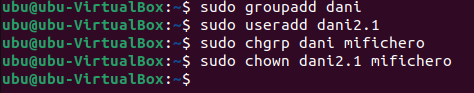 ubu@ubu-VirtualBox:~$ sudo groupadd dani
ubu@ubu-VirtualBox:~$ sudo useradd dani2.1
ubu@ubu-VirtualBox:~$ sudo chgrp dani mifichero
ubu@ubu-VirtualBox:~$ sudo chown dani2.1 mifichero
ubu@ubu-VirtualBox:~$